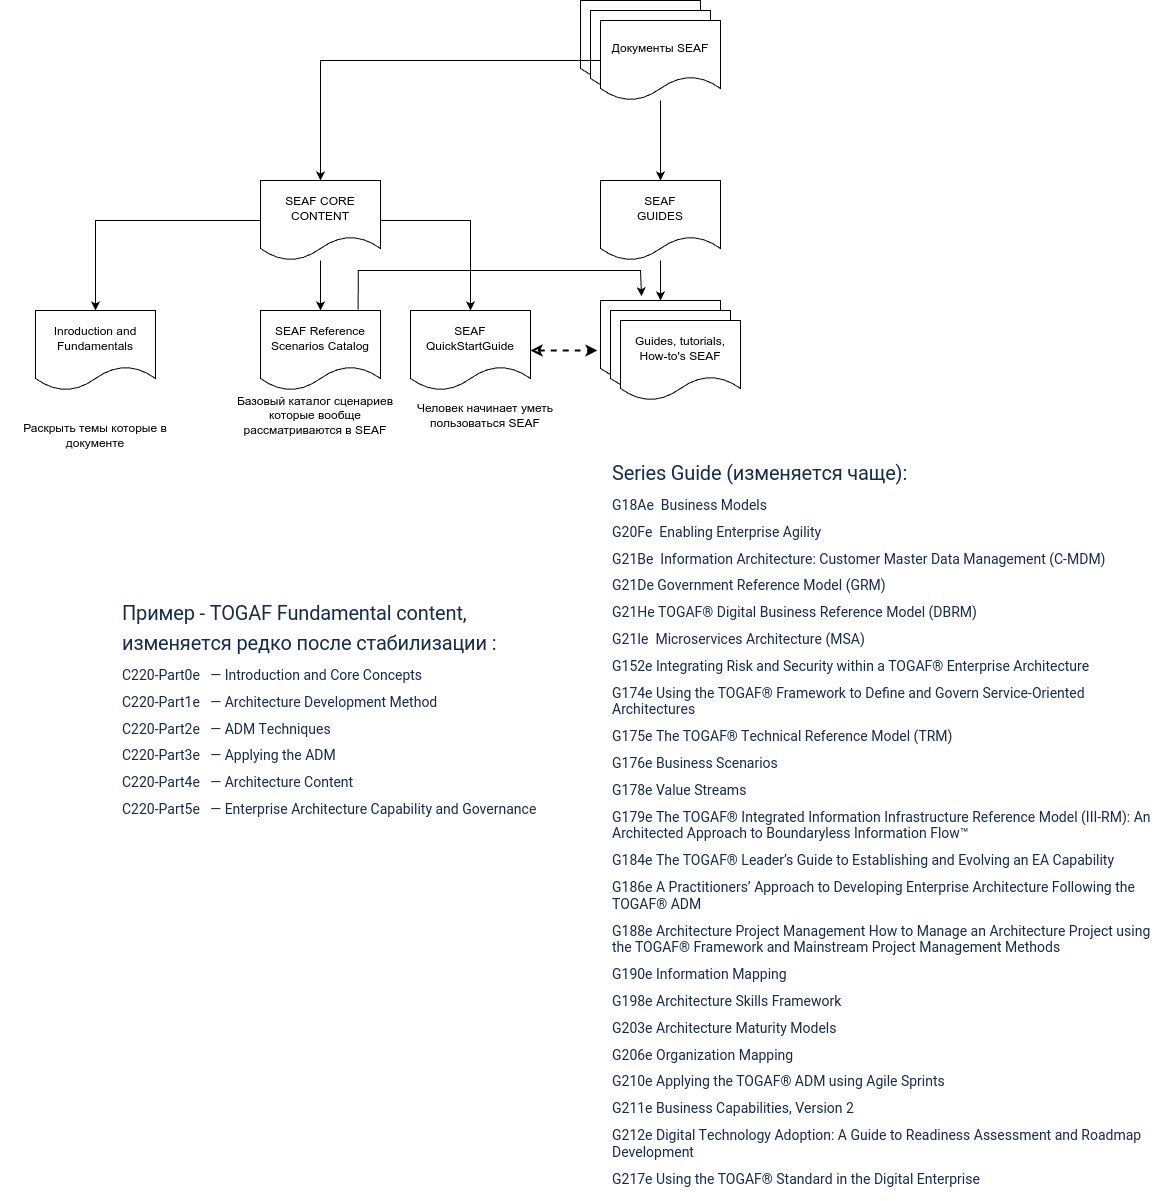 Документы SEAF
SEAF CORE
CONTENT
SEAF
GUIDES
Inroduction and
Fundamentals
SEAF Reference
Scenarios Catalog
SEAF
QuickStartGuide
Guides, tutorials,
How-to's SEAF
Раскрыть темы которые в
документе
Базовый каталог сценариев
которые вообще
рассматриваются в SEAF
Человек начинает уметь
пользоваться SEAF
Пример - TOGAF Fundamental content,
изменяется редко после стабилизации :
C220-Part0e — Introduction and Core Concepts
C220-Part1e — Architecture Development Method
C220-Part2e — ADM Techniques
C220-Part3e — Applying the ADM
C220-Part4e — Architecture Content
C220-Part5e — Enterprise Architecture Capability and Governance
Series Guide (изменяется чаще):
G18Ae Business Models
G20Fe Enabling Enterprise Agility
G21Be Information Architecture: Customer Master Data Management (C-MDM)
G21De Government Reference Model (GRM)
G21He TOGAF® Digital Business Reference Model (DBRM)
G21Ie Microservices Architecture (MSA)
G152e Integrating Risk and Security within a TOGAF® Enterprise Architecture
G174e Using the TOGAF® Framework to Define and Govern Service-Oriented
Architectures
G175e The TOGAF® Technical Reference Model (TRM)
G176e Business Scenarios
G178e Value Streams
G179e The TOGAF® Integrated Information Infrastructure Reference Model (III-RM): An
Architected Approach to Boundaryless Information Flow™
G184e The TOGAF® Leader’s Guide to Establishing and Evolving an EA Capability
G186e A Practitioners’ Approach to Developing Enterprise Architecture Following the
TOGAF® ADM
G188e Architecture Project Management How to Manage an Architecture Project using
the TOGAF® Framework and Mainstream Project Management Methods
G190e Information Mapping
G198e Architecture Skills Framework
G203e Architecture Maturity Models
G206e Organization Mapping
G210e Applying the TOGAF® ADM using Agile Sprints
G211e Business Capabilities, Version 2
G212e Digital Technology Adoption: A Guide to Readiness Assessment and Roadmap
Development
G217e Using the TOGAF® Standard in the Digital Enterprise